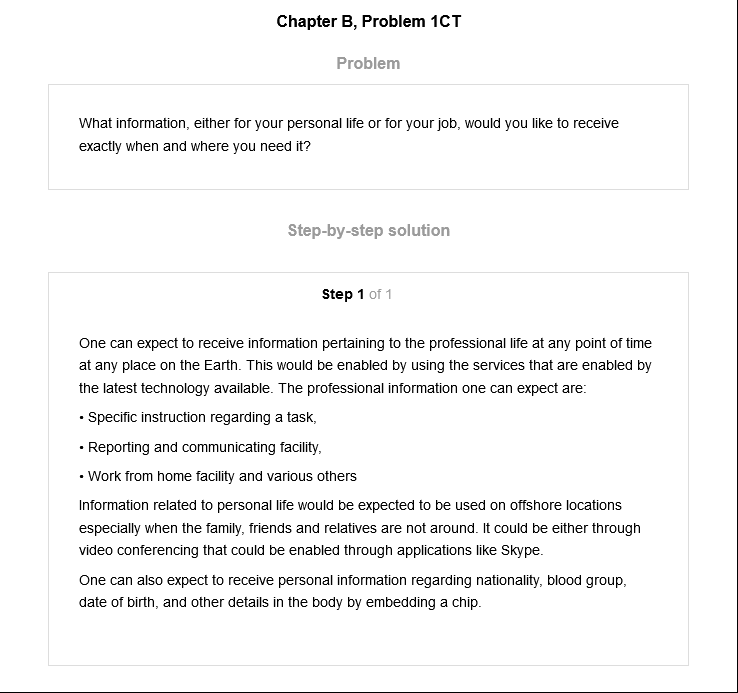 Chapter B, Problem 1CT
Problem
What information, either for your personal life or for your job, would you like to receive
exactly when and where you need it?
Step-by-step solution
Step 1 of 1
One can expect to receive information pertaining to the professional life at any point of time
at any place on the Earth. This would be enabled by using the services that are enabled by
the latest technology available. The professional information one can expect are:
• Specific instruction regarding a task,
• Reporting and communicating facility,
• Work from home facility and various others
Information related to personal life would be expected to be used on offshore locations
especially when the family, friends and relatives are not around. It could be either through
video conferencing that could be enabled through applications like Skype.
One can also expect to receive personal information regarding nationality, blood group,
date of birth, and other details in the body by embedding a chip.